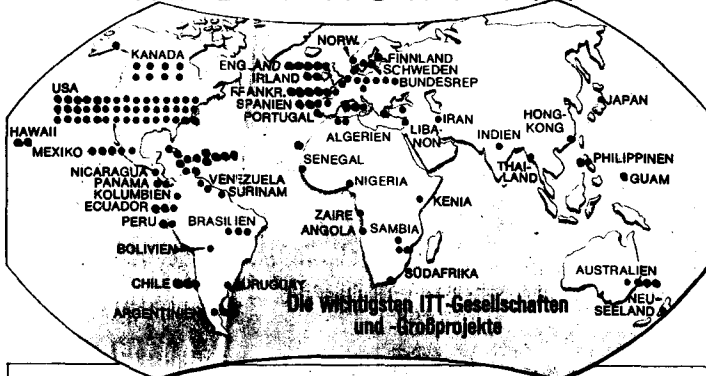 NORW.
KANADA
ENGLAND
FINNLAND
IRLAND
SCHWEDEN
FRANKR.
BUNDESREP
USA
SPANIEN
PORTUGAL
JAPAN
HAWAII
MEXIKO
ALGERIEN
LIBA-
NON
IRAN
INDIEN
HONG-
KONG
SENEGAL
THAI-
LAND
PHILIPPINEN
NICARAGUA
PANAMA
VENEZUELA
SURINAM
NIGERIA
GUAM
KOLUMBIEN
ECUADOR
KENIA
PERU
BRASILIEN
ZAIRE
ANGOLA
SAMBIA
BOLIVIEN
SÜDAFRIKA
AUSTRALIEN
CHILE
URUGUAY
NEU-
SEELAND
ARGENTINIEN
Die wichtigsten ITT-Gesellschaften
und -Großprojekte